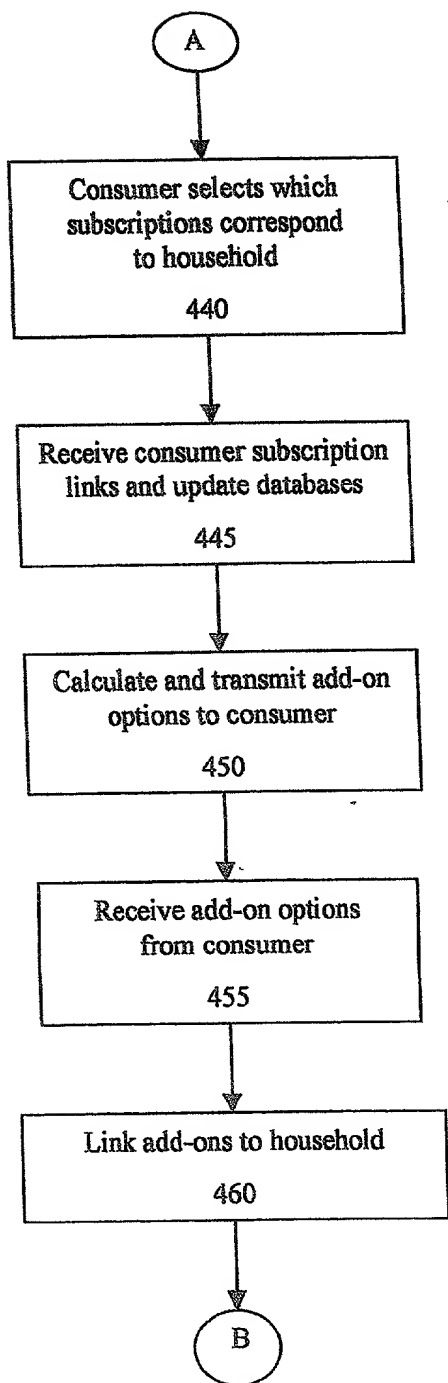 A
Consumer selects which
subscriptions correspond
to household
440
Receive consumer subscription
links and update databases
445
Calculate and transmit add-on
options to consumer
450
Receive add-on options
from consumer
455
Link add-ons to household
460
B